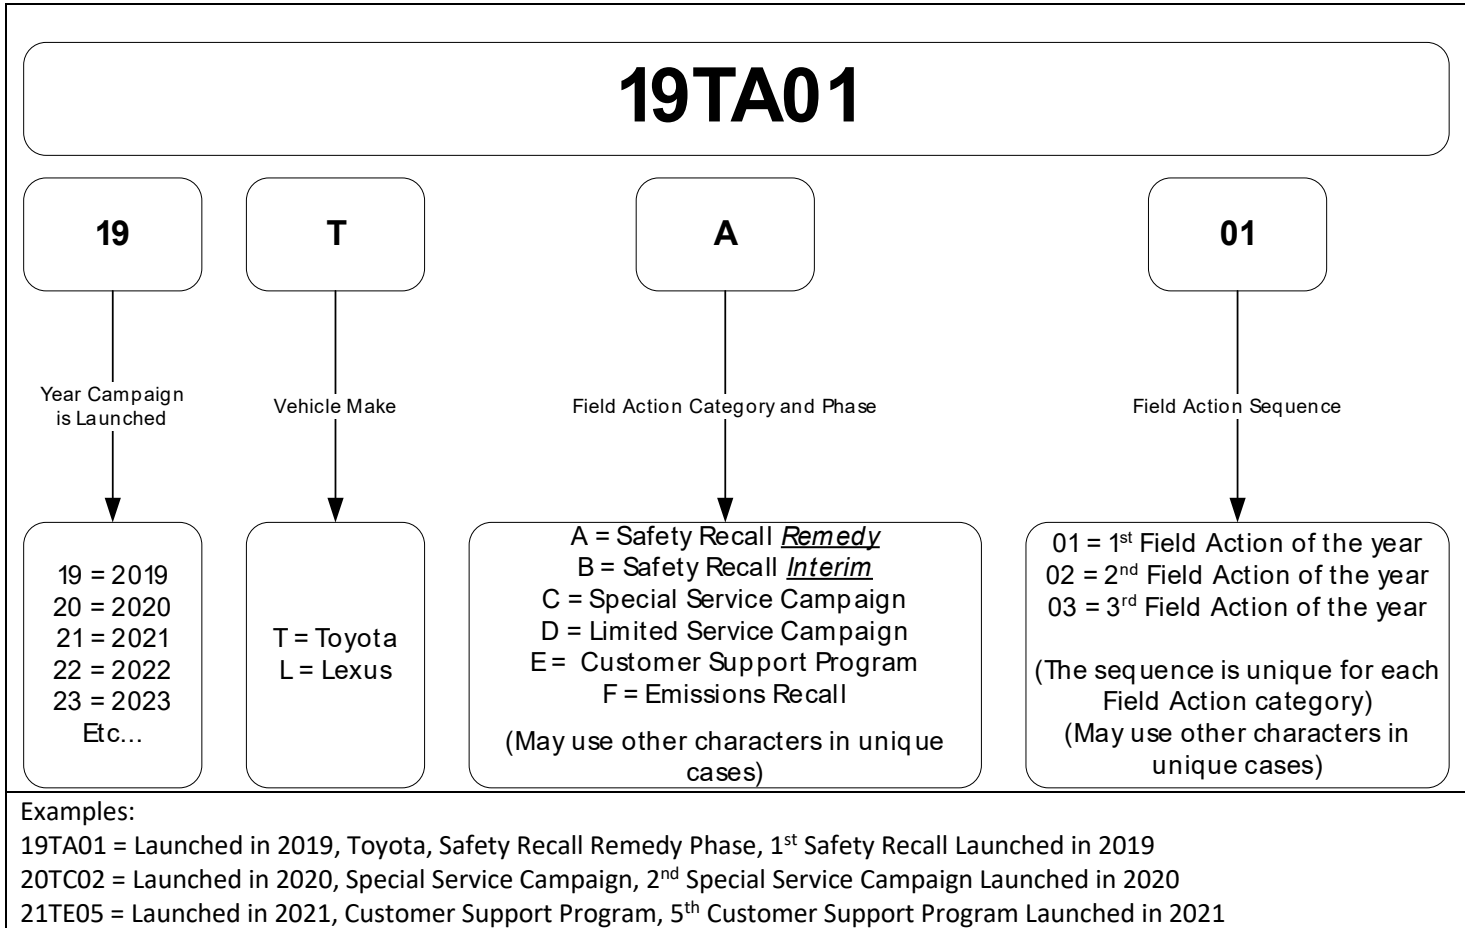 19TA01
19
T
A
01
Year Campaign
is Launched
Vehicle Make
Field Action Category and Phase
Field Action Sequence
19 = 2019
20 = 2020
21 = 2021
22 = 2022
23 = 2023
Etc...
T = Toyota
L = Lexus
A = Safety Recall Remedy
B = Safety Recall Interim
C = Special Service Campaign
D = Limited Service Campaign
E = Customer Support Program
F = Emissions Recall
(May use other characters in unique
cases)
01 = 1st Field Action of the year
02 = 2nd Field Action of the year
03 = 3rd Field Action of the year
(The sequence is unique for each
Field Action category)
(May use other characters in
unique cases)
Examples:
19TA01 = Launched in 2019, Toyota, Safety Recall Remedy Phase, 1st Safety Recall Launched in 2019
20TC02 = Launched in 2020, Special Service Campaign, 2nd Special Service Campaign Launched in 2020
21TE05 = Launched in 2021, Customer Support Program, 5th Customer Support Program Launched in 2021